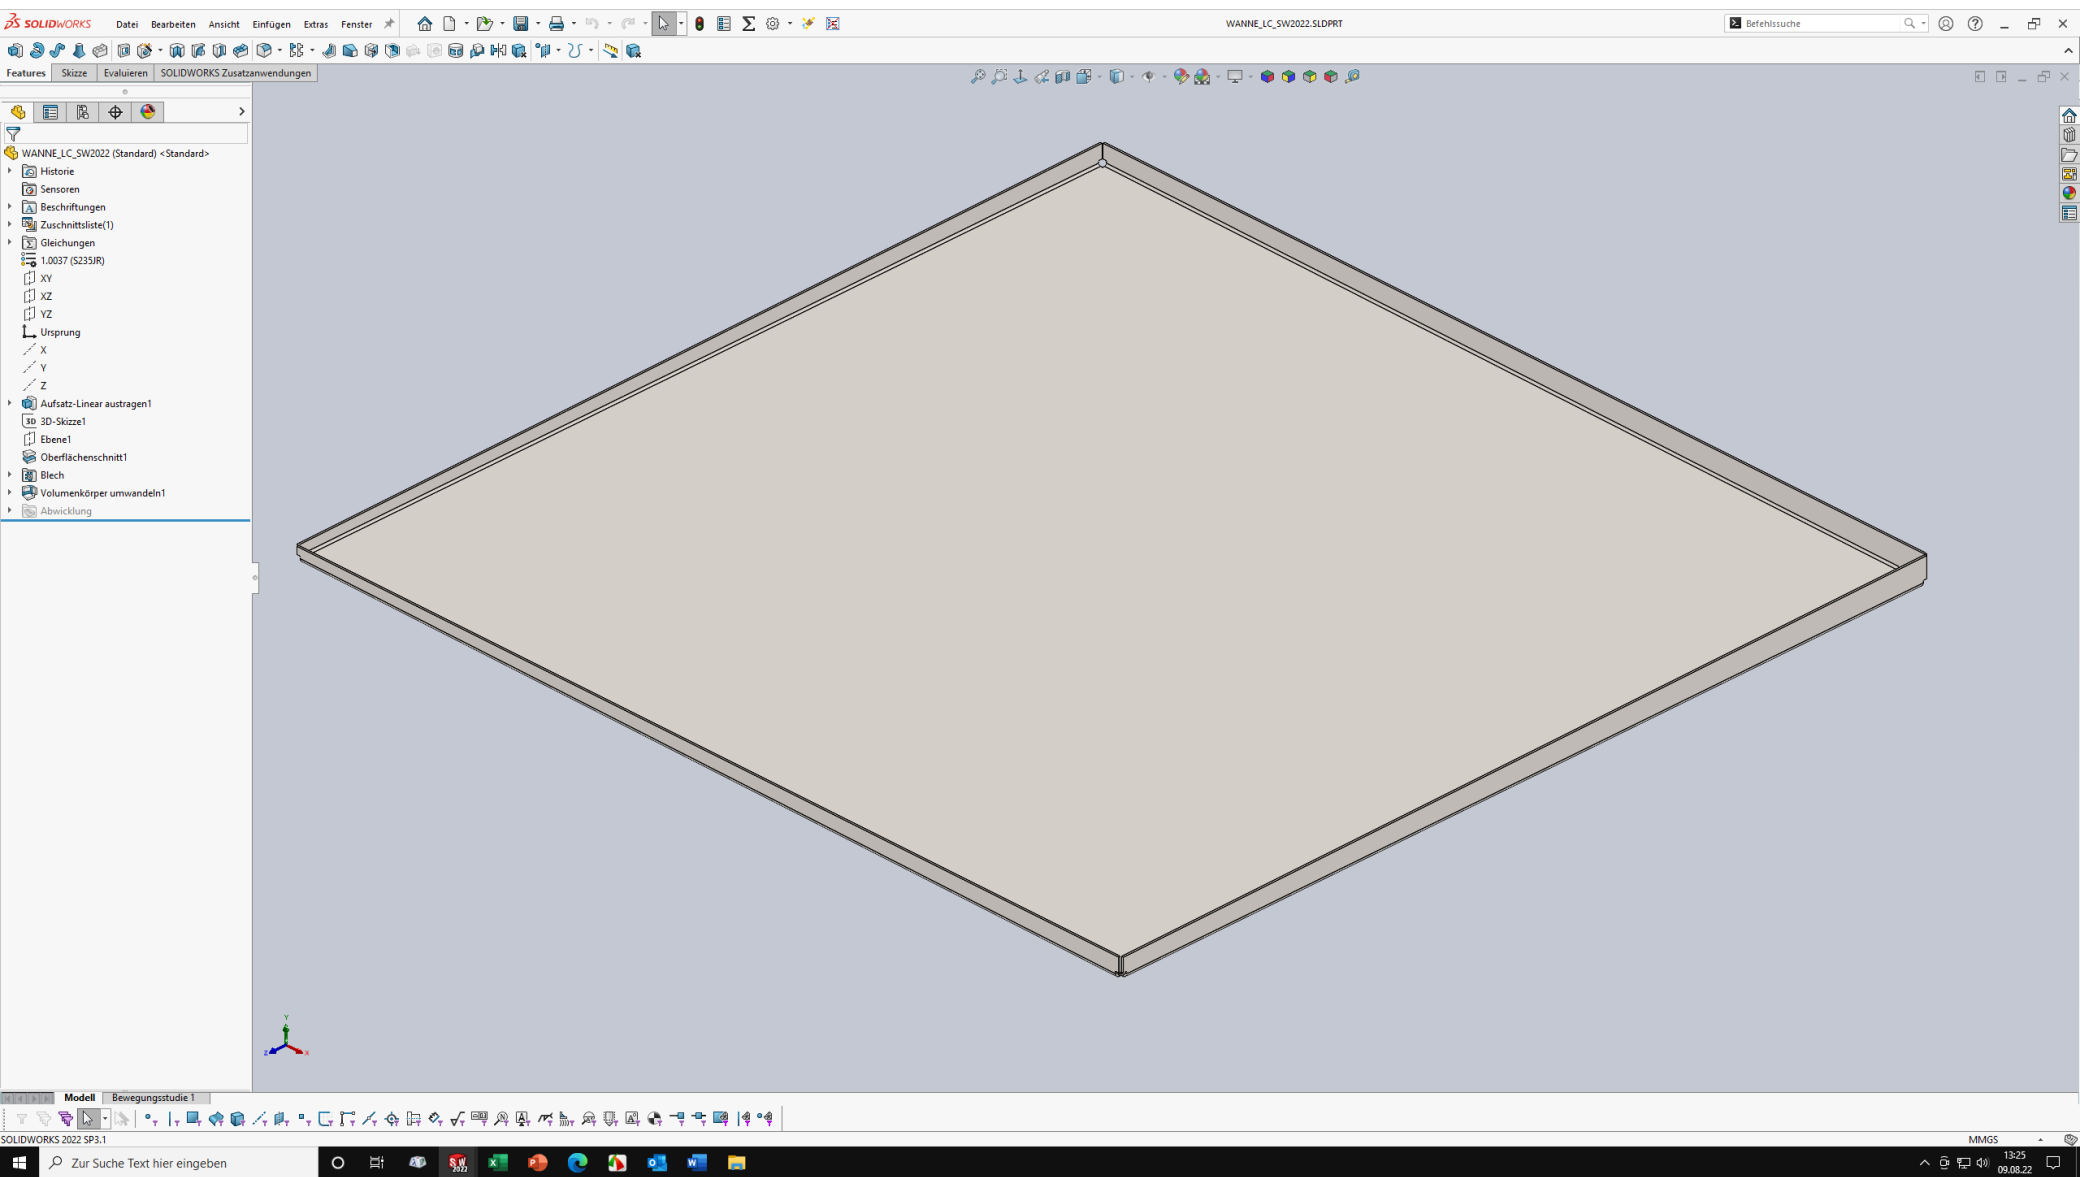 SOLIDWORKS Datei Bearbeiten Ansicht Einfügen Extras Fenster WANNE_LC_SW2022.SLDPRT Befehlssuche
Features Skizze Evaluieren SOLIDWORKS Zusatzanwendungen
WANNE_LC_SW2022 (Standard) <Standard>
Historie
Sensoren
Beschriftungen
Zuschnittsliste(1)
Gleichungen
1.0037 (S235JR)
XY
XZ
YZ
Ursprung
X
Y
Z
Aufsatz-Linear austragen1
3D 3D-Skizze1
Ebene1
Oberflächenschnitt1
Blech
Volumenkörper umwandeln1
Abwicklung
Y
Z X
Modell Bewegungsstudie 1
SOLIDWORKS 2022 SP3.1 MMGS
Zur Suche Text hier eingeben 13:25
09.08.22